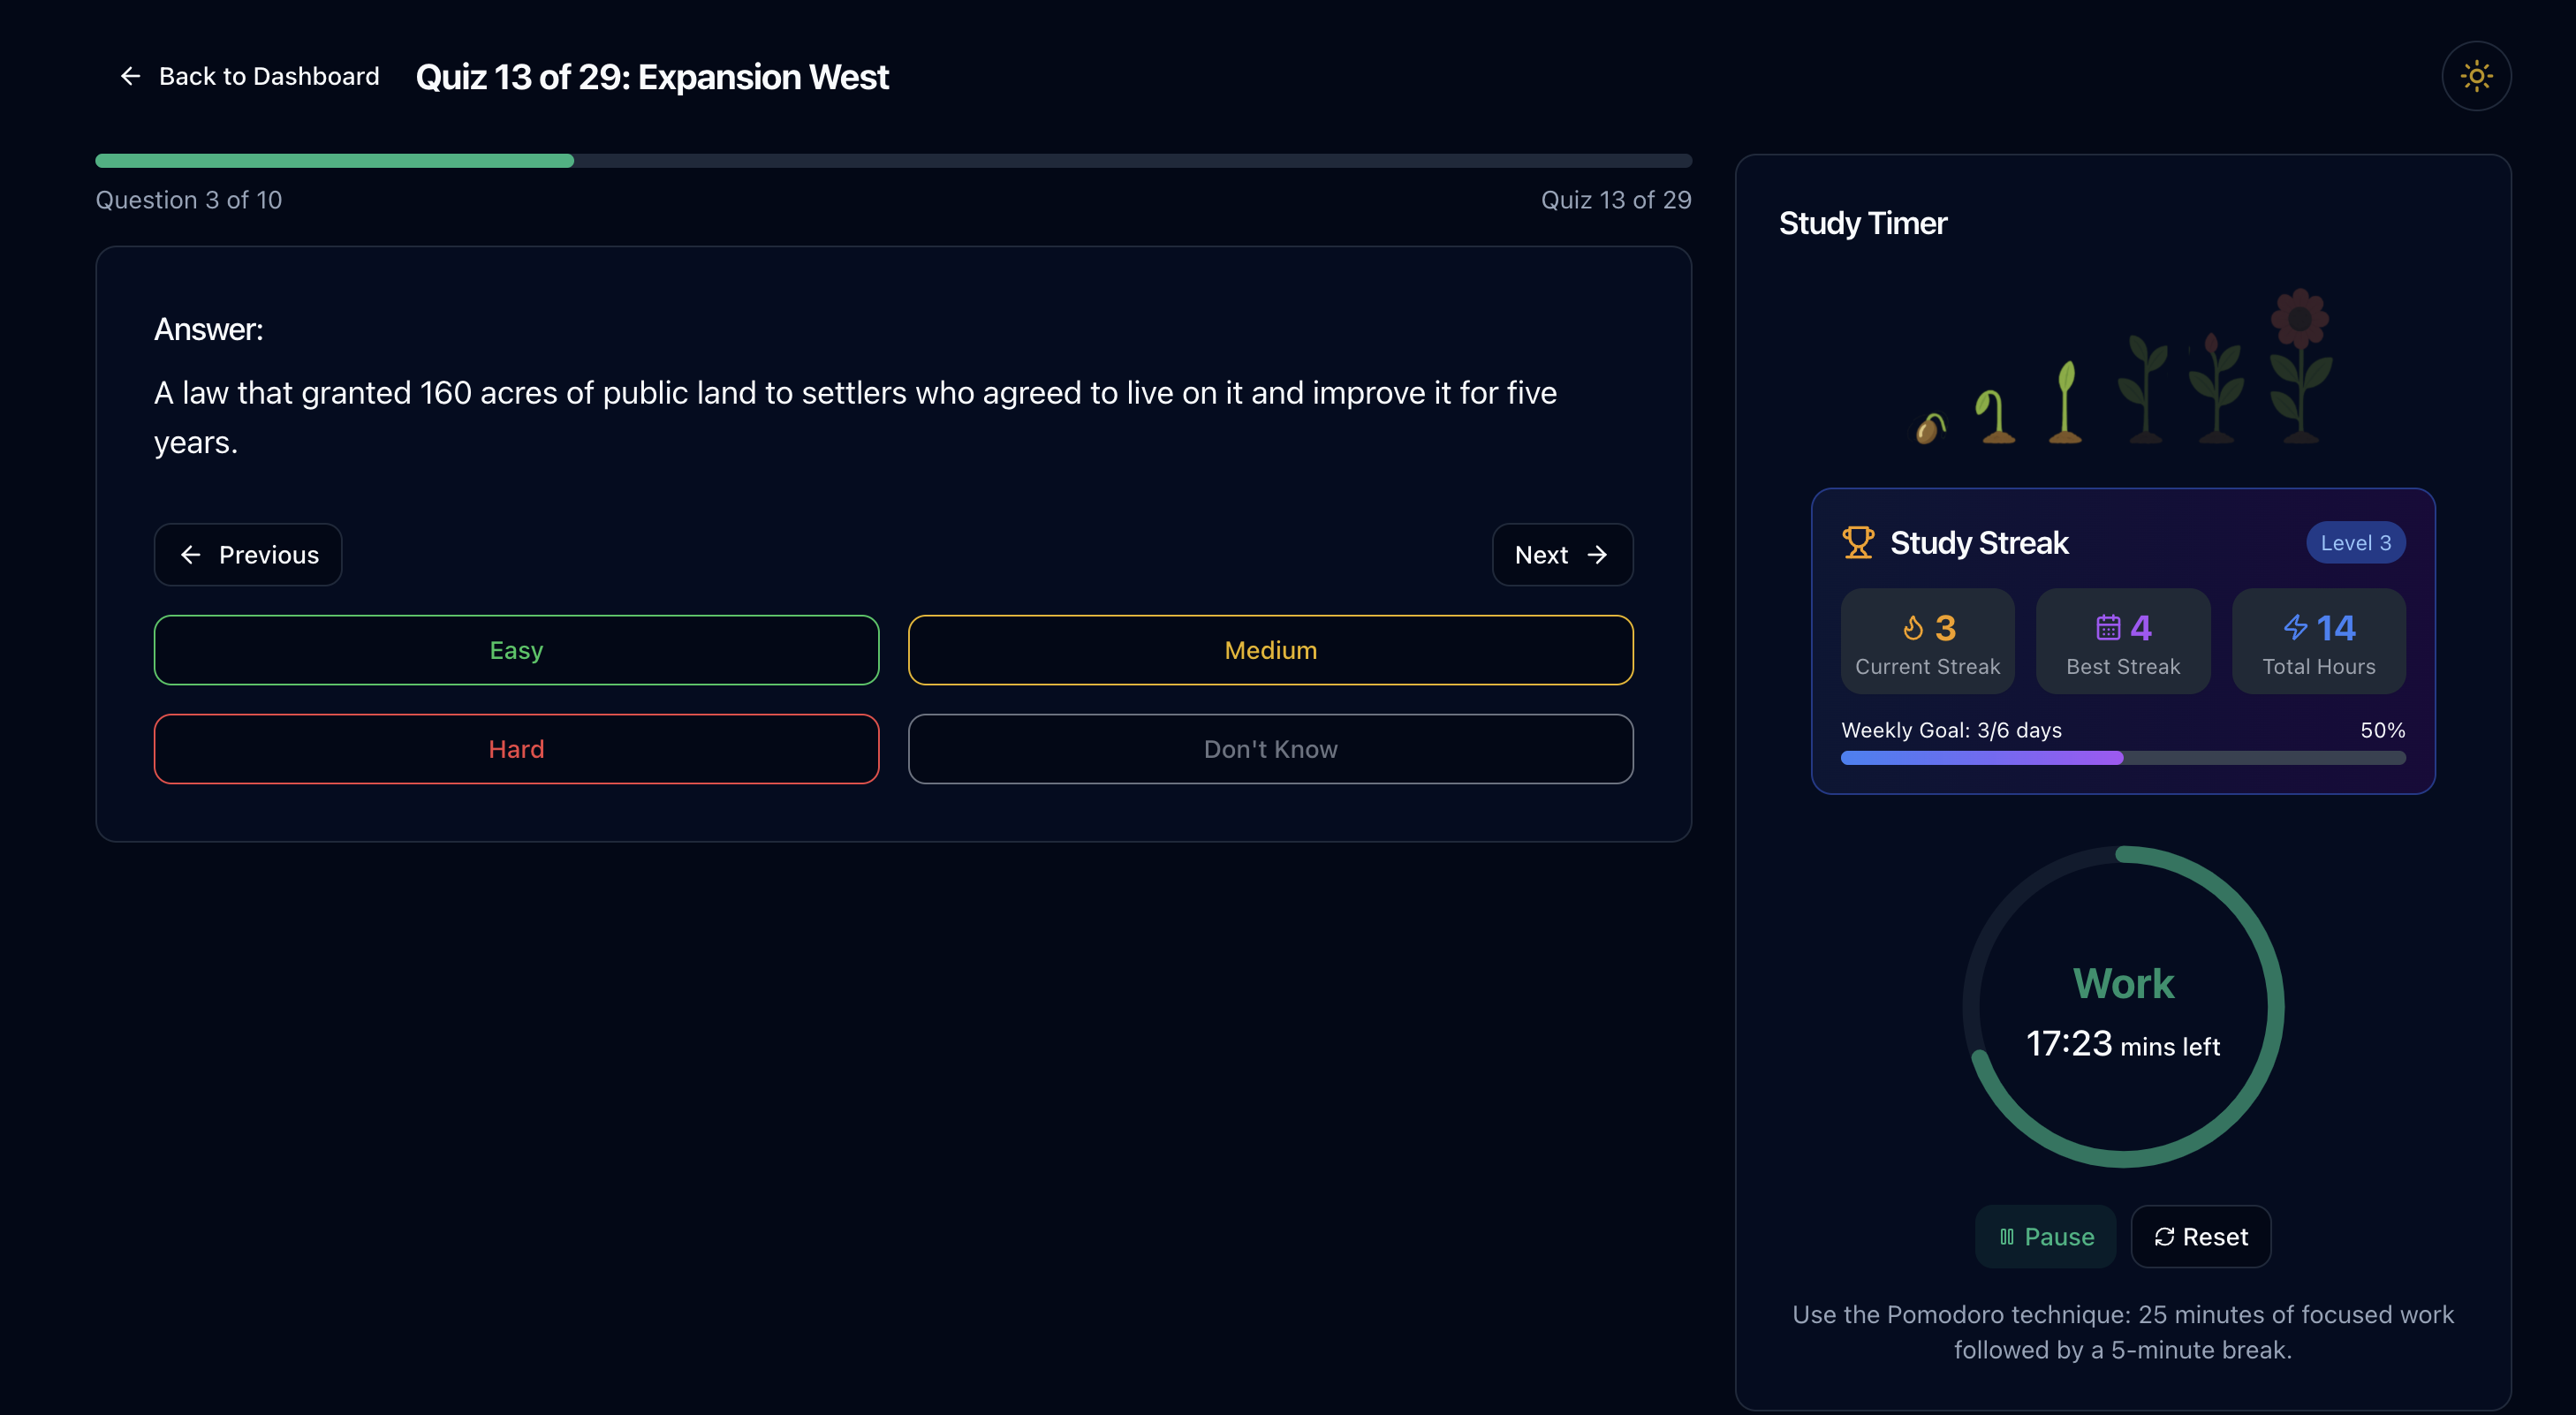 Back to Dashboard
Quiz 13 of 29: Expansion West
Question 3 of 10
Quiz 13 of 29
Answer:
A law that granted 160 acres of public land to settlers who agreed to live on it and improve it for five
years.
Previous
Next
Easy
Medium
Hard
Don't Know
Study Timer
Study Streak
Level 3
3
Current Streak
4
Best Streak
14
Total Hours
Weekly Goal: 3/6 days
50%
Work
17:23 mins left
Pause
Reset
Use the Pomodoro technique: 25 minutes of focused work
followed by a 5-minute break.